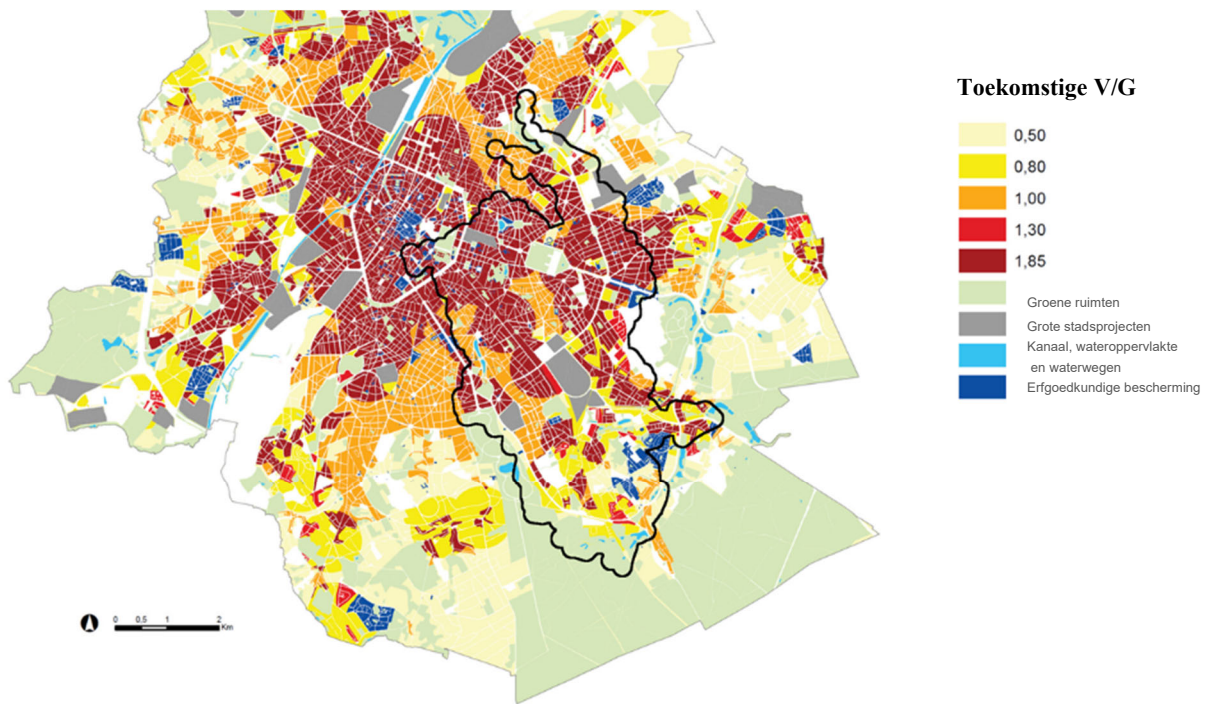 Toekomstige V/G
0,50
0,80
1,00
1,30
1,85
Groene ruimten
Grote stadsprojecten
Kanaal, wateroppervlakte
en waterwegen
Erfgoedkundige bescherming
0 0,5 1 2
Km